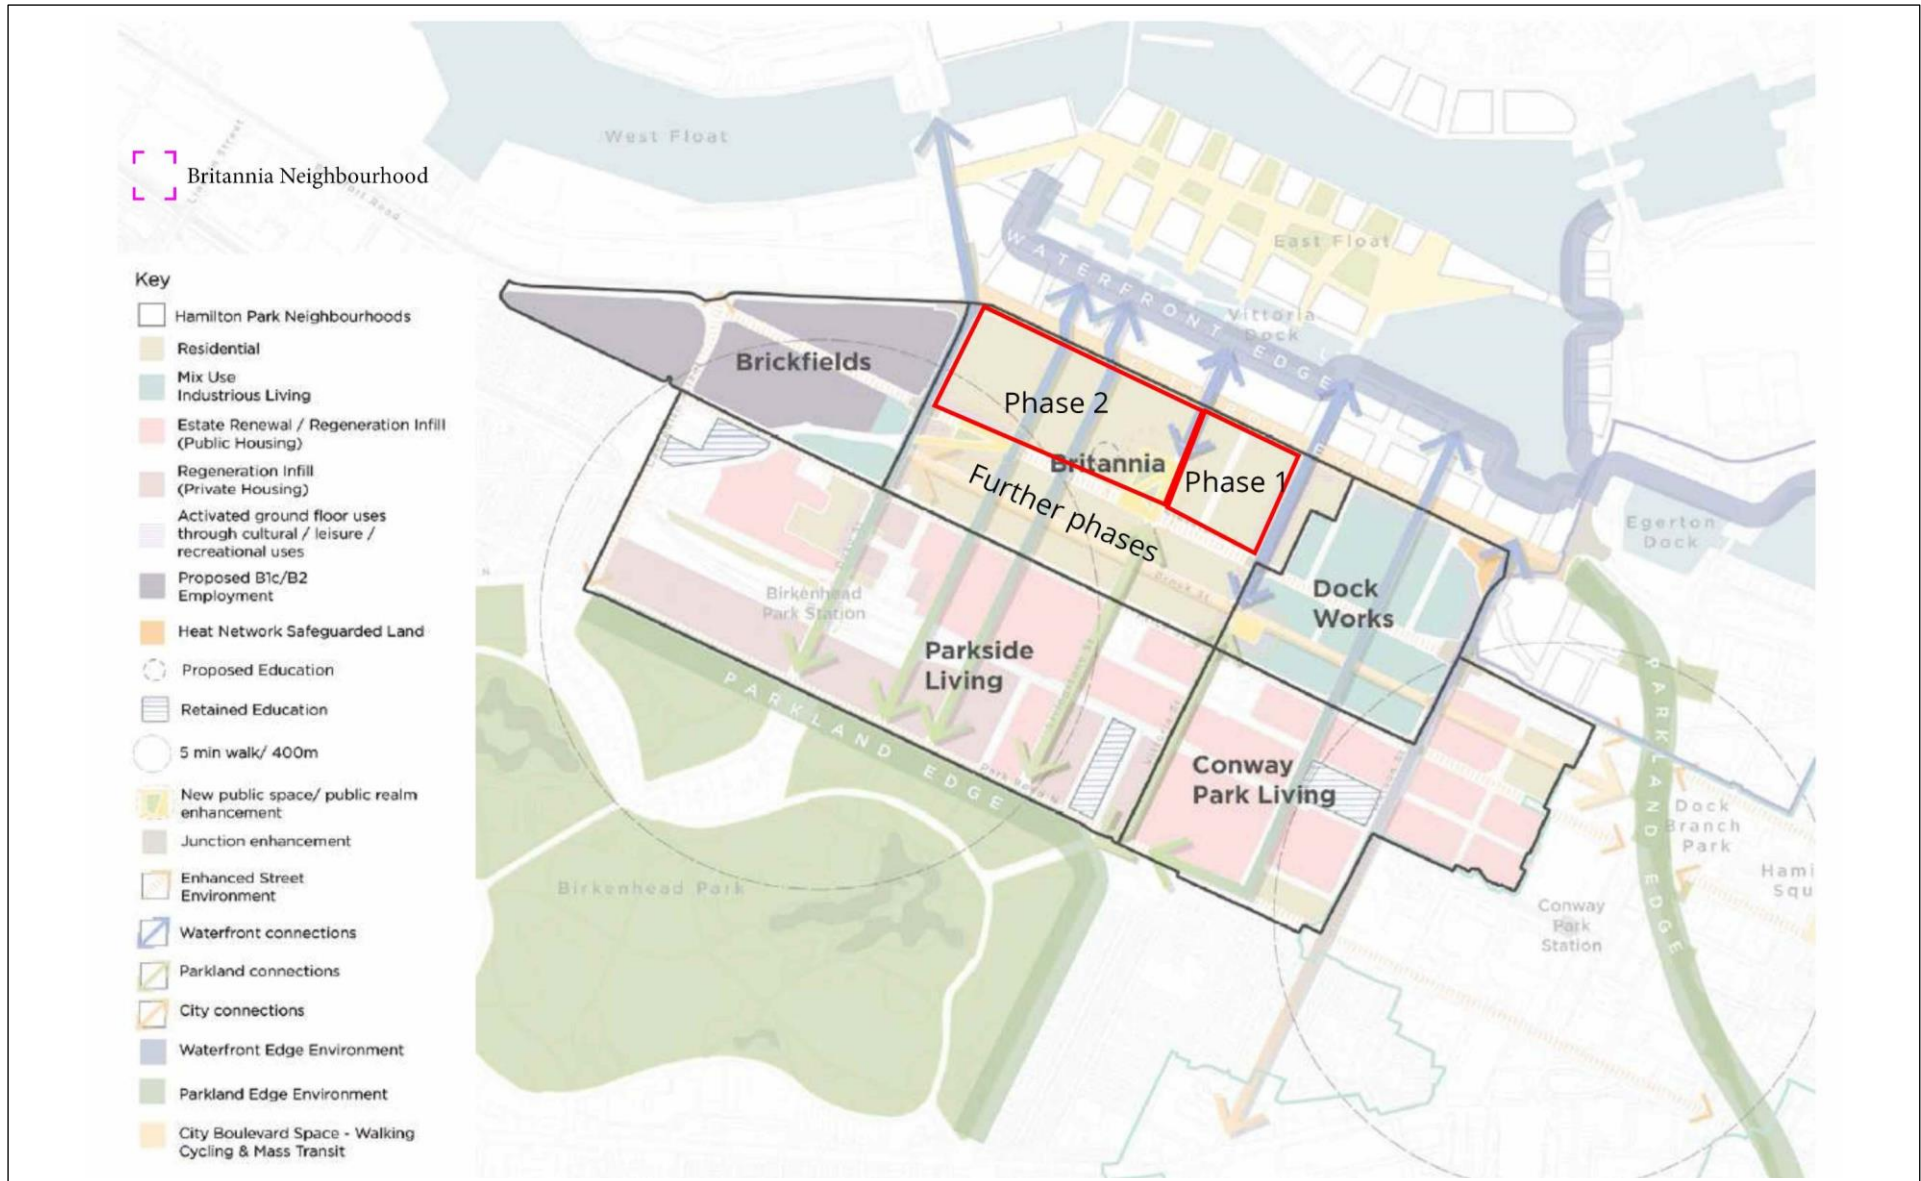 West Float
Britannia Neighbourhood
East Float
WATERFRONT EDGE
Vittoria
Dock
Key
Hamilton Park Neighbourhoods
Residential
Mix Use
Industrious Living
Estate Renewal / Regeneration Infill
(Public Housing)
Regeneration Infill
(Private Housing)
Activated ground floor uses
through cultural / leisure /
recreational uses
Proposed B1c/B2
Employment
Heat Network Safeguarded Land
Proposed Education
Retained Education
5 min walk/ 400m
New public space/ public realm
enhancement
Junction enhancement
Enhanced Street
Environment
Waterfront connections
Parkland connections
City connections
Waterfront Edge Environment
Parkland Edge Environment
City Boulevard Space - Walking
Cycling & Mass Transit
Brickfields
Phase 2
Britannia
Phase 1
Further phases
Egerton
Dock
Dock
Works
Birkenhead
Park Station
Parkside
Living
PARKLAND EDGE
Park Road N
Conway
Park Living
PARKLAND EDGE
Dock
Branch
Park
Hami
Squ
Birkenhead Park
Conway
Park
Station